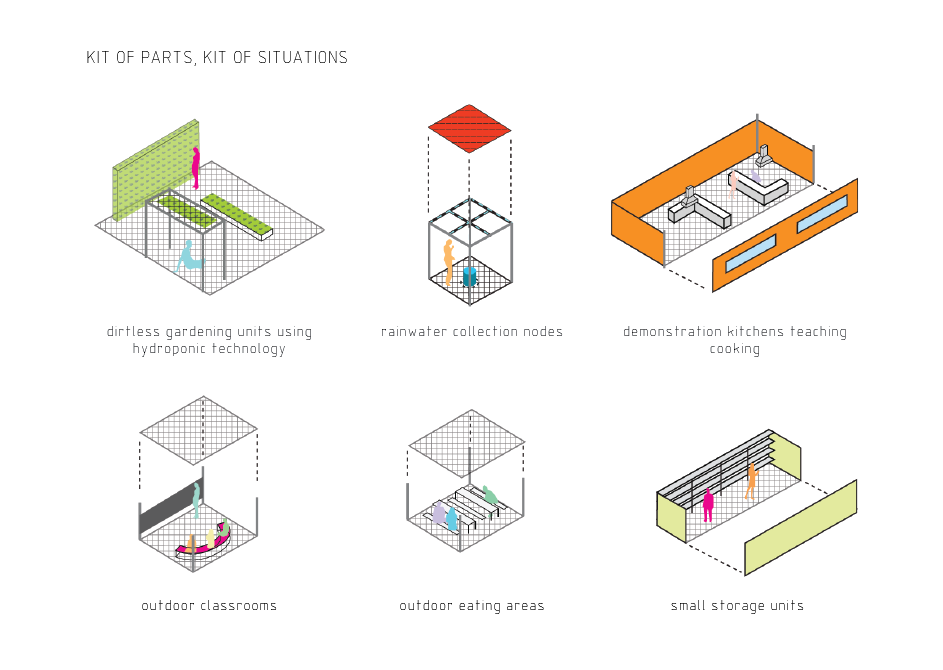 KIT OF PARTS, KIT OF SITUATIONS
dirtless gardening units using
hydroponic technology
rainwater collection nodes
demonstration kitchens teaching
cooking
outdoor classrooms
outdoor eating areas
small storage units